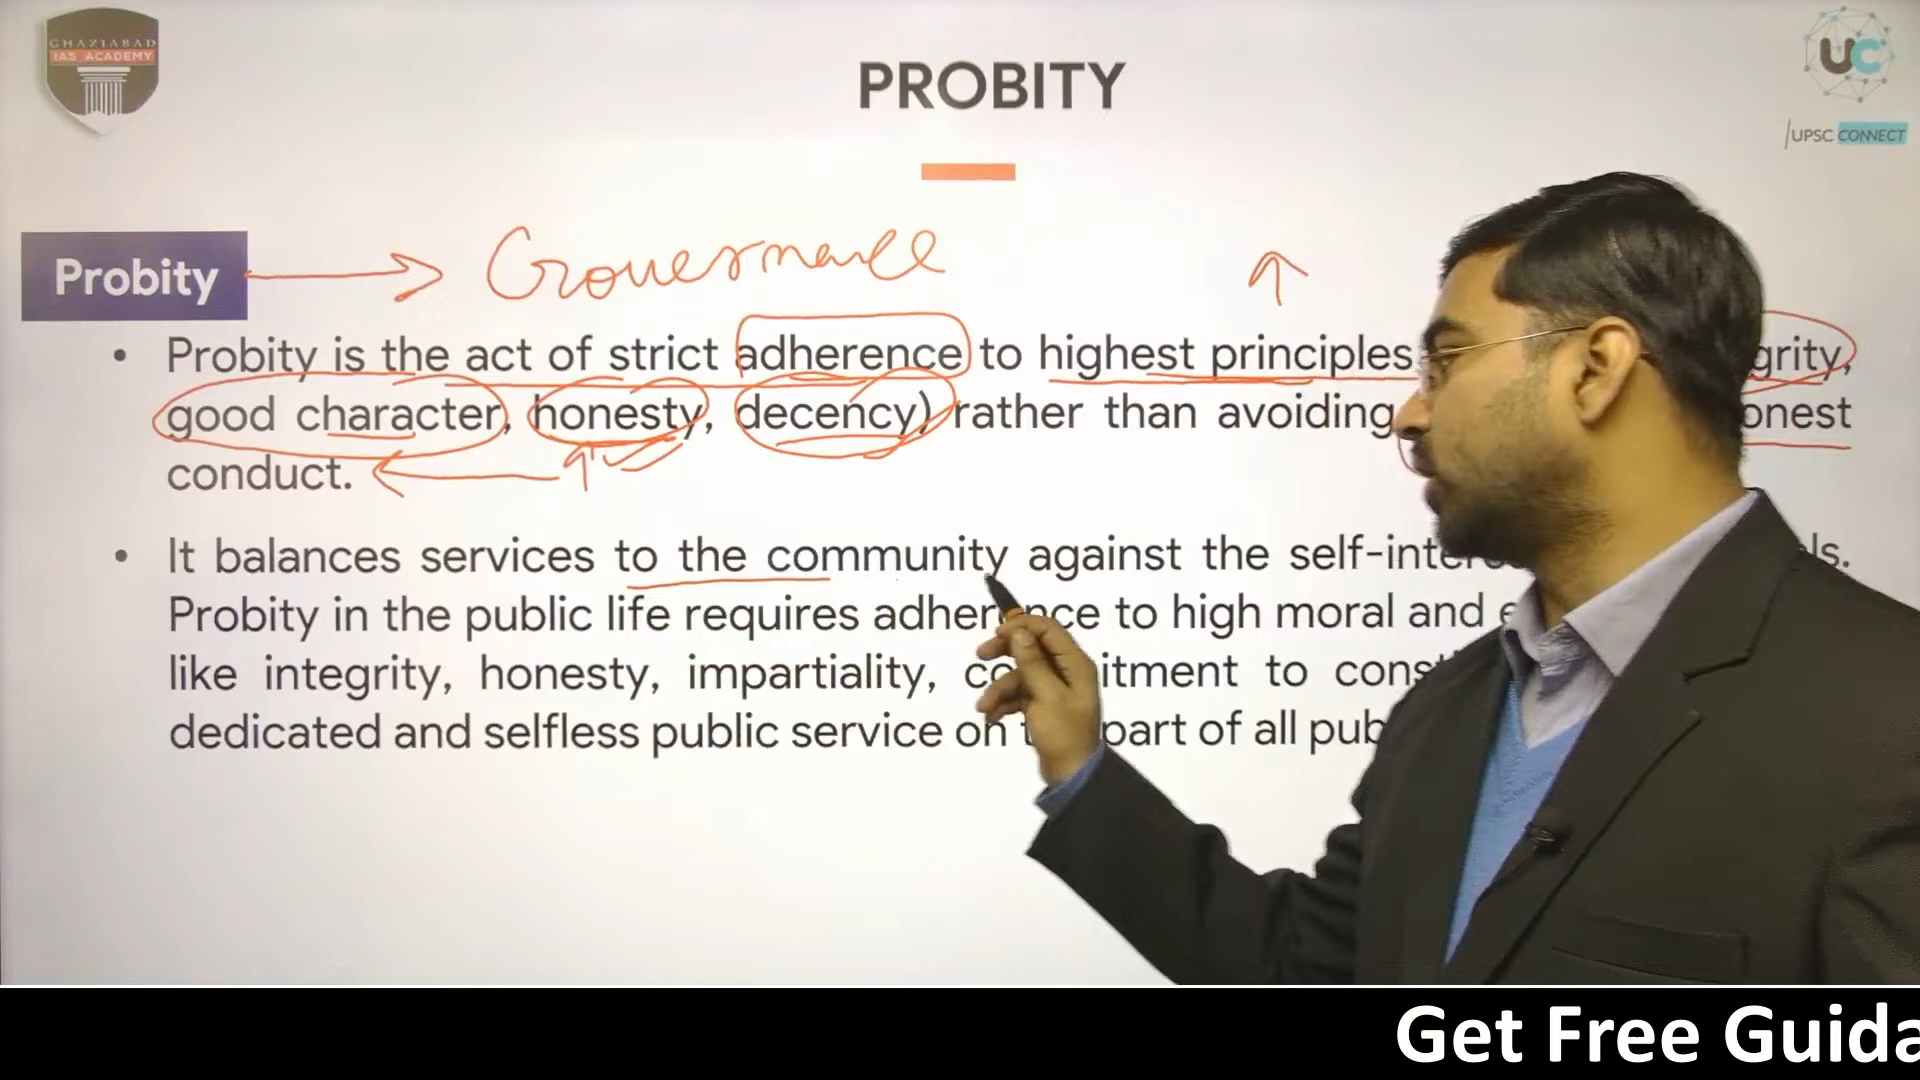 GHAZIABAD
IAS ACADEMY
UC
UPSC CONNECT
PROBITY
Probity
Governance
• Probity is the act of strict adherence to highest principles grity,
good character, honesty, decency) rather than avoiding onest
conduct.
• It balances services to the community against the self-inte ls.
Probity in the public life requires adherence to high moral and e
like integrity, honesty, impartiality, co itment to cons
dedicated and selfless public service on t part of all pub
Get Free Guida